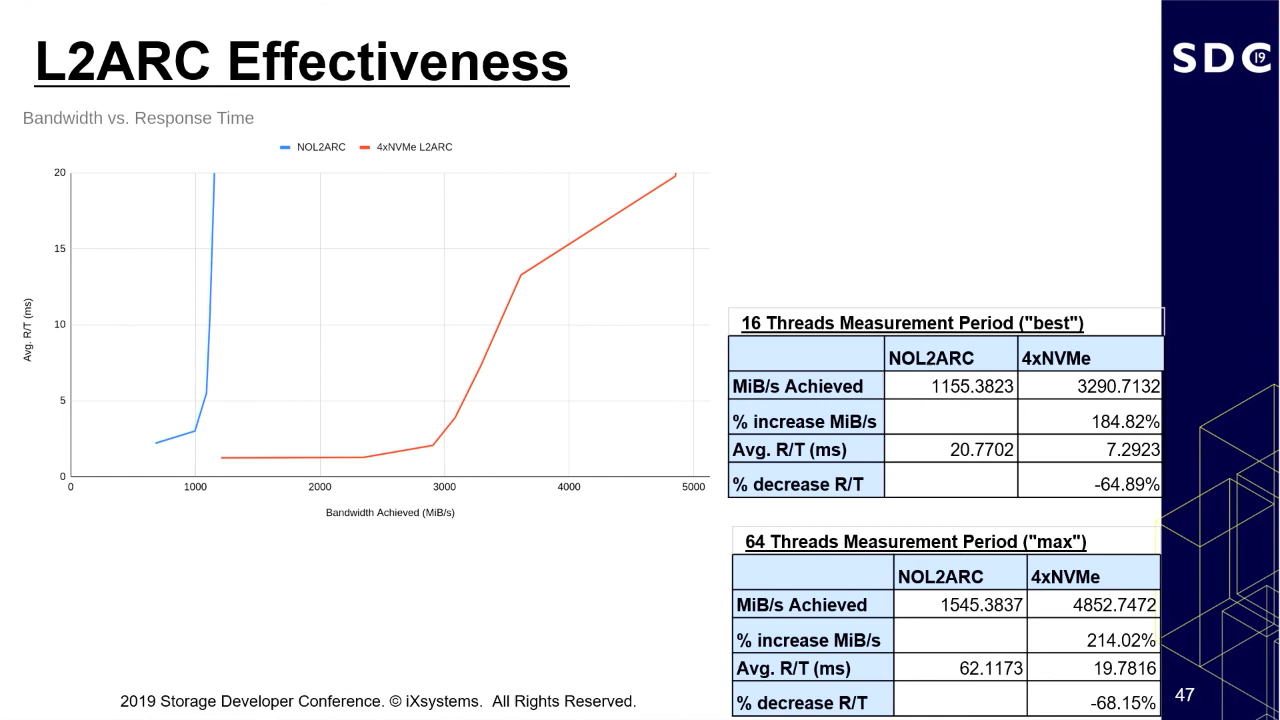 L2ARC Effectiveness
SDC 19
Bandwidth vs. Response Time
NOL2ARC 4xNVMe L2ARC
20
15
10
5
0
Avg. R/T (ms)
0 1000 2000 3000 4000 5000
Bandwidth Achieved (MiB/s)
16 Threads Measurement Period ("best")
NOL2ARC 4xNVMe
MiB/s Achieved 1155.3823 3290.7132
% increase MiB/s 184.82%
Avg. R/T (ms) 20.7702 7.2923
% decrease R/T -64.89%
64 Threads Measurement Period ("max")
NOL2ARC 4xNVMe
MiB/s Achieved 1545.3837 4852.7472
% increase MiB/s 214.02%
Avg. R/T (ms) 62.1173 19.7816
% decrease R/T -68.15%
2019 Storage Developer Conference. © iXsystems. All Rights Reserved.
47